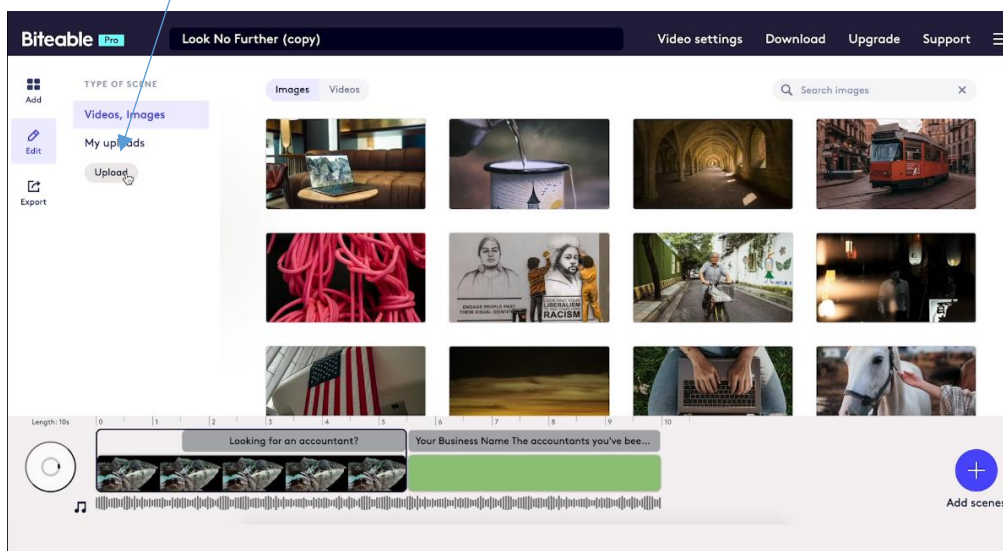 Biteable Pro
Look No Further (copy)
Video settings
Download
Upgrade
Support
Add
Edit
Export
TYPE OF SCENE
Videos, Images
My uploads
Upload
Images
Videos
Search images
ENGAGE PEOPLE PAST
THEIR VISUAL IDENTITY
LOOK PAST YOUR
LIBERALISM
RACISM
Length: 10s
0
1
2
3
4
5
6
7
8
9
10
Looking for an accountant?
Your Business Name The accountants you've bee...
Add scenes